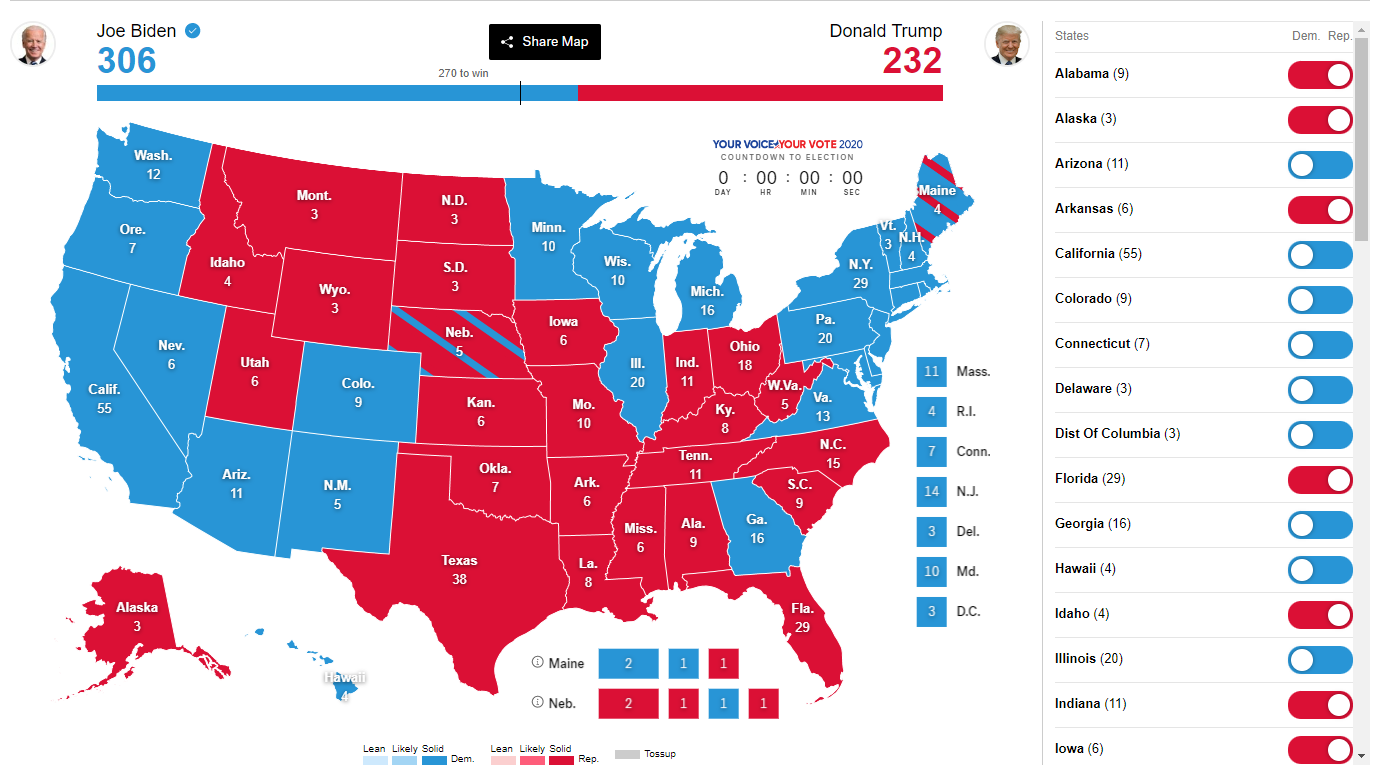 Joe Biden
306
Share Map
270 to win
Donald Trump
232
YOUR VOICE YOUR VOTE 2020
COUNTDOWN TO ELECTION
0 : 00 : 00 : 00
DAY HR MIN SEC
Wash.
12
Ore.
7
Calif.
55
Nev.
6
Idaho
4
Mont.
3
Wyo.
3
Utah
6
Colo.
9
Ariz.
11
N.M.
5
N.D.
3
S.D.
3
Neb.
5
Kan.
6
Okla.
7
Texas
38
Minn.
10
Iowa
6
Mo.
10
Ark.
6
La.
8
Wis.
10
Ill.
20
Mich.
16
Ind.
11
Ohio
18
Ky.
8
Tenn.
11
Miss.
6
Ala.
9
Ga.
16
Fla.
29
S.C.
9
N.C.
15
Va.
13
W.Va.
5
Pa.
20
N.Y.
29
Vt.
3
N.H.
4
Maine
4
Alaska
3
Hawaii
4
11 Mass.
4 R.I.
7 Conn.
14 N.J.
3 Del.
10 Md.
3 D.C.
Maine 2 1 1
Neb. 2 1 1 1
Lean Likely Solid Dem.
Lean Likely Solid Rep.
Tossup
States Dem. Rep.
Alabama (9)
Alaska (3)
Arizona (11)
Arkansas (6)
California (55)
Colorado (9)
Connecticut (7)
Delaware (3)
Dist Of Columbia (3)
Florida (29)
Georgia (16)
Hawaii (4)
Idaho (4)
Illinois (20)
Indiana (11)
Iowa (6)